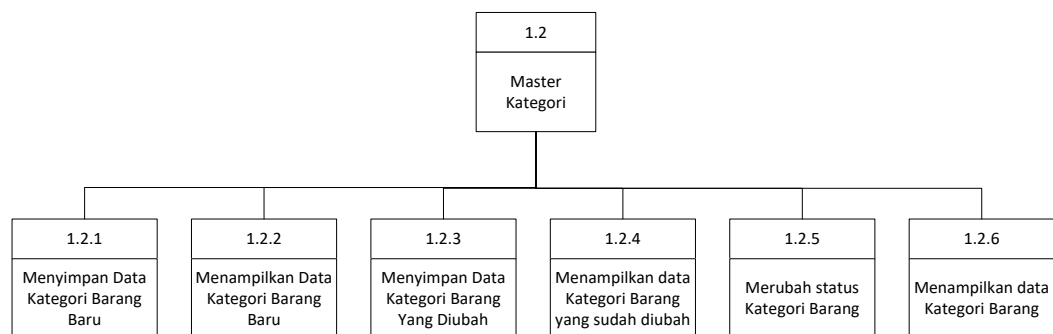 1.2
Master
Kategori
1.2.1
Menyimpan Data
Kategori Barang
Baru
1.2.2
Menampilkan Data
Kategori Barang
Baru
1.2.3
Menyimpan Data
Kategori Barang
Yang Diubah
1.2.4
Menampilkan data
Kategori Barang
yang sudah diubah
1.2.5
Merubah status
Kategori Barang
1.2.6
Menampilkan data
Kategori Barang